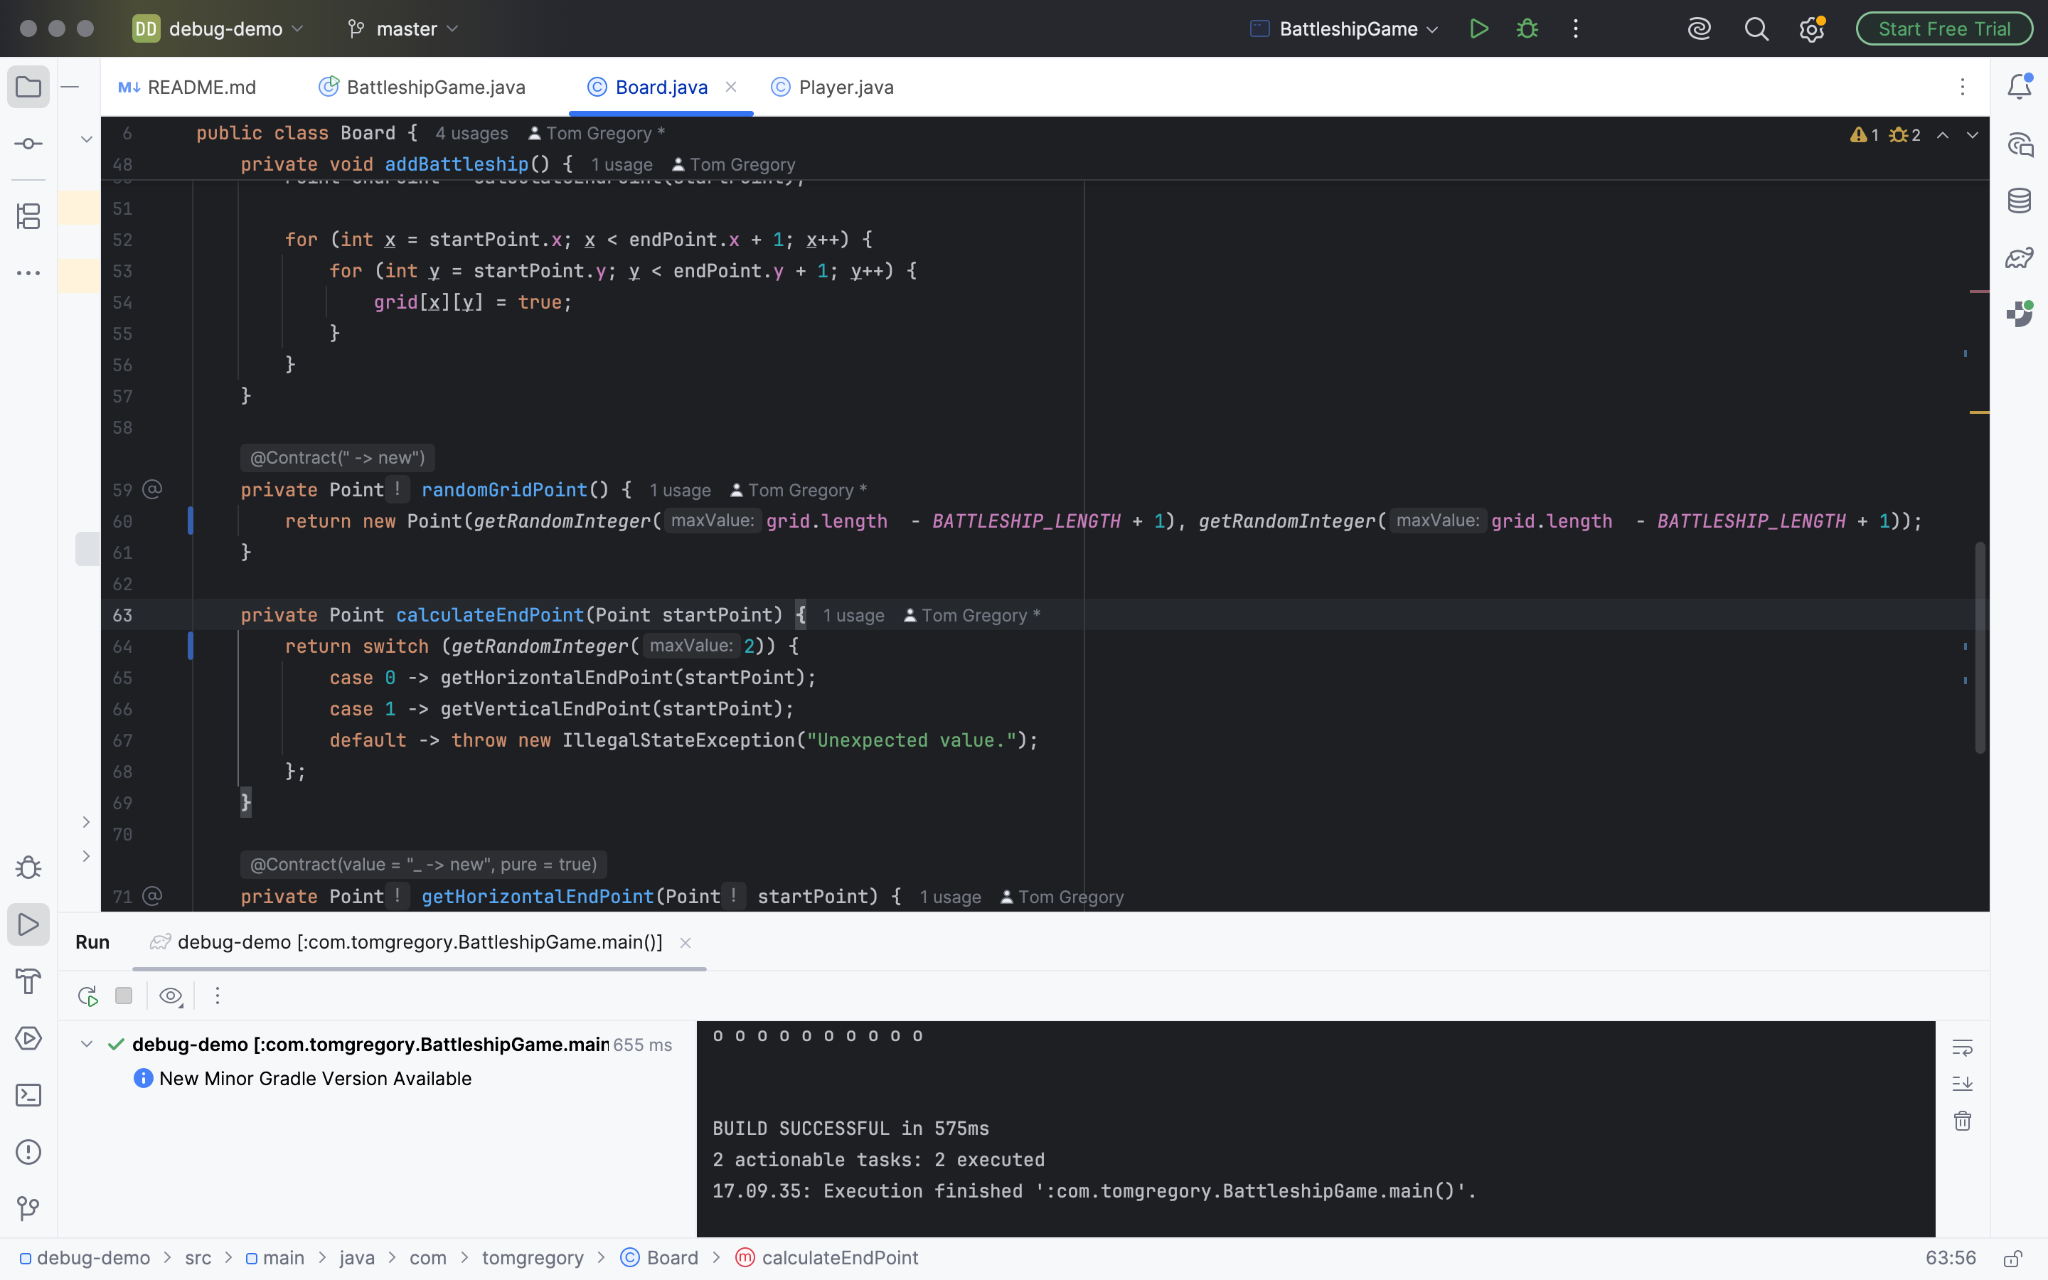 DD debug-demo master BattleshipGame Start Free Trial
M↓ README.md BattleshipGame.java Board.java Player.java
6 public class Board { 4 usages Tom Gregory * 1 2
48 private void addBattleship() { 1 usage Tom Gregory
51
52 for (int x = startPoint.x; x < endPoint.x + 1; x++) {
53 for (int y = startPoint.y; y < endPoint.y + 1; y++) {
54 grid[x][y] = true;
55 }
56 }
57 }
58
@Contract(" -> new")
59 @ private Point ! randomGridPoint() { 1 usage Tom Gregory *
60 return new Point(getRandomInteger( maxValue: grid.length - BATTLESHIP_LENGTH + 1), getRandomInteger( maxValue: grid.length - BATTLESHIP_LENGTH + 1));
61 }
62
63 private Point calculateEndPoint(Point startPoint) { 1 usage Tom Gregory *
64 return switch (getRandomInteger( maxValue: 2)) {
65 case 0 -> getHorizontalEndPoint(startPoint);
66 case 1 -> getVerticalEndPoint(startPoint);
67 default -> throw new IllegalStateException("Unexpected value.");
68 };
69 }
70
@Contract(value = "_ -> new", pure = true)
71 @ private Point ! getHorizontalEndPoint(Point ! startPoint) { 1 usage Tom Gregory
Run debug-demo [:com.tomgregory.BattleshipGame.main()]
debug-demo [:com.tomgregory.BattleshipGame.main 655 ms
New Minor Gradle Version Available
o o o o o o o o o o
BUILD SUCCESSFUL in 575ms
2 actionable tasks: 2 executed
17.09.35: Execution finished ':com.tomgregory.BattleshipGame.main()'.
debug-demo > src > main > java > com > tomgregory > Board > calculateEndPoint 63:56